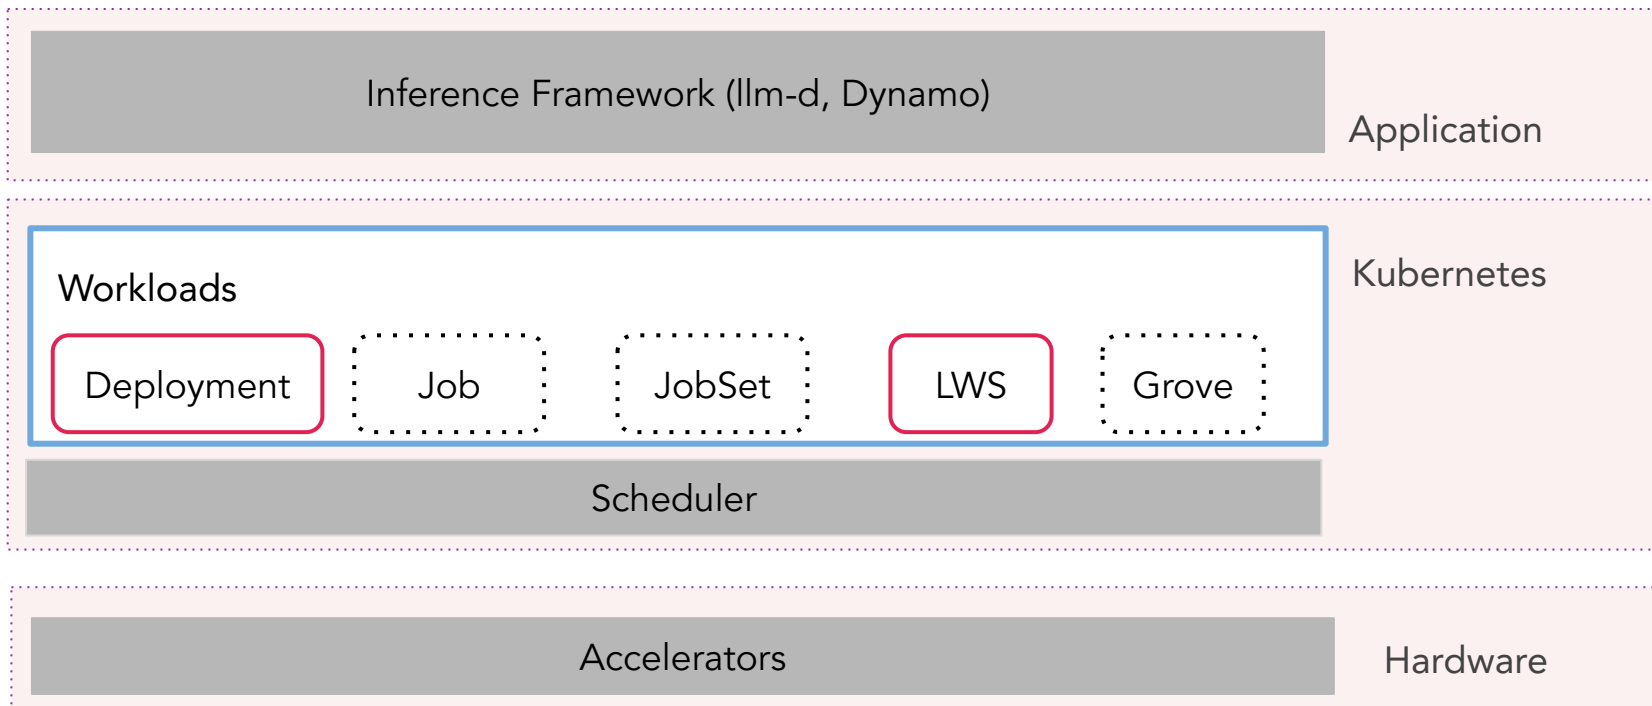 Inference Framework (llm-d, Dynamo)
Application
Kubernetes
Workloads
Deployment
Job
JobSet
LWS
Grove
Scheduler
Accelerators
Hardware